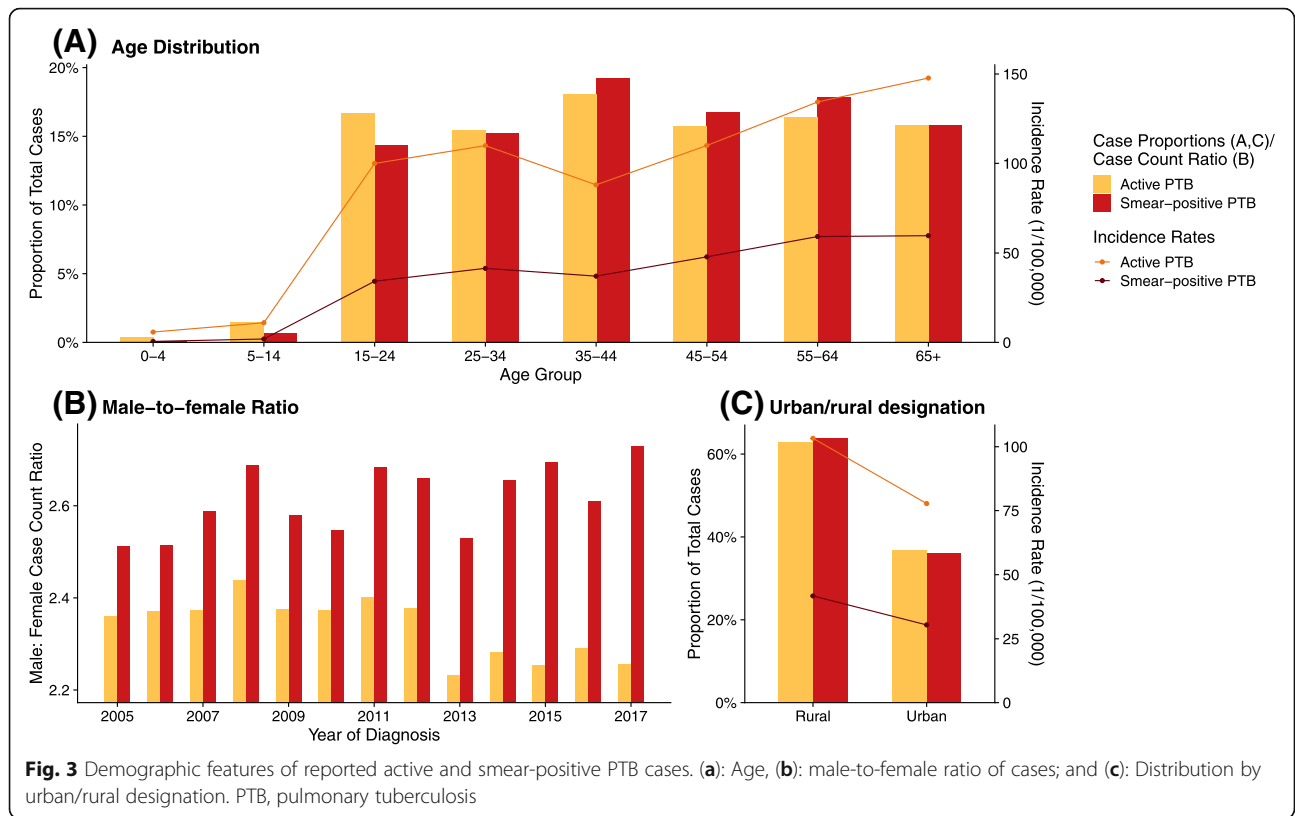 (A) Age Distribution
Proportion of Total Cases
20%
15%
10%
5%
0%
150
100
50
0
Incidence Rate (1/100,000)
0–4 5–14 15–24 25–34 35–44 45–54 55–64 65+
Age Group
Case Proportions (A,C)/
Case Count Ratio (B)
Active PTB
Smear−positive PTB
Incidence Rates
Active PTB
Smear−positive PTB
(B) Male−to−female Ratio
Male: Female Case Count Ratio
2.6
2.4
2.2
2005 2007 2009 2011 2013 2015 2017
Year of Diagnosis
(C) Urban/rural designation
Proportion of Total Cases
60%
40%
20%
0%
100
75
50
25
0
Incidence Rate (1/100,000)
Rural Urban
Fig. 3 Demographic features of reported active and smear-positive PTB cases. (a): Age, (b): male-to-female ratio of cases; and (c): Distribution by
urban/rural designation. PTB, pulmonary tuberculosis